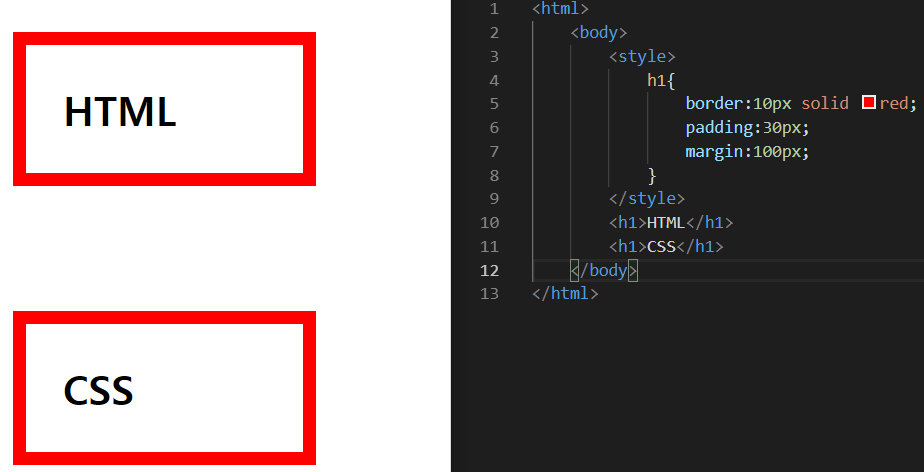 HTML
CSS
1 <html>
2 <body>
3 <style>
4 h1{
5 border:10px solid red;
6 padding:30px;
7 margin:100px;
8 }
9 </style>
10 <h1>HTML</h1>
11 <h1>CSS</h1>
12 </body>
13 </html>